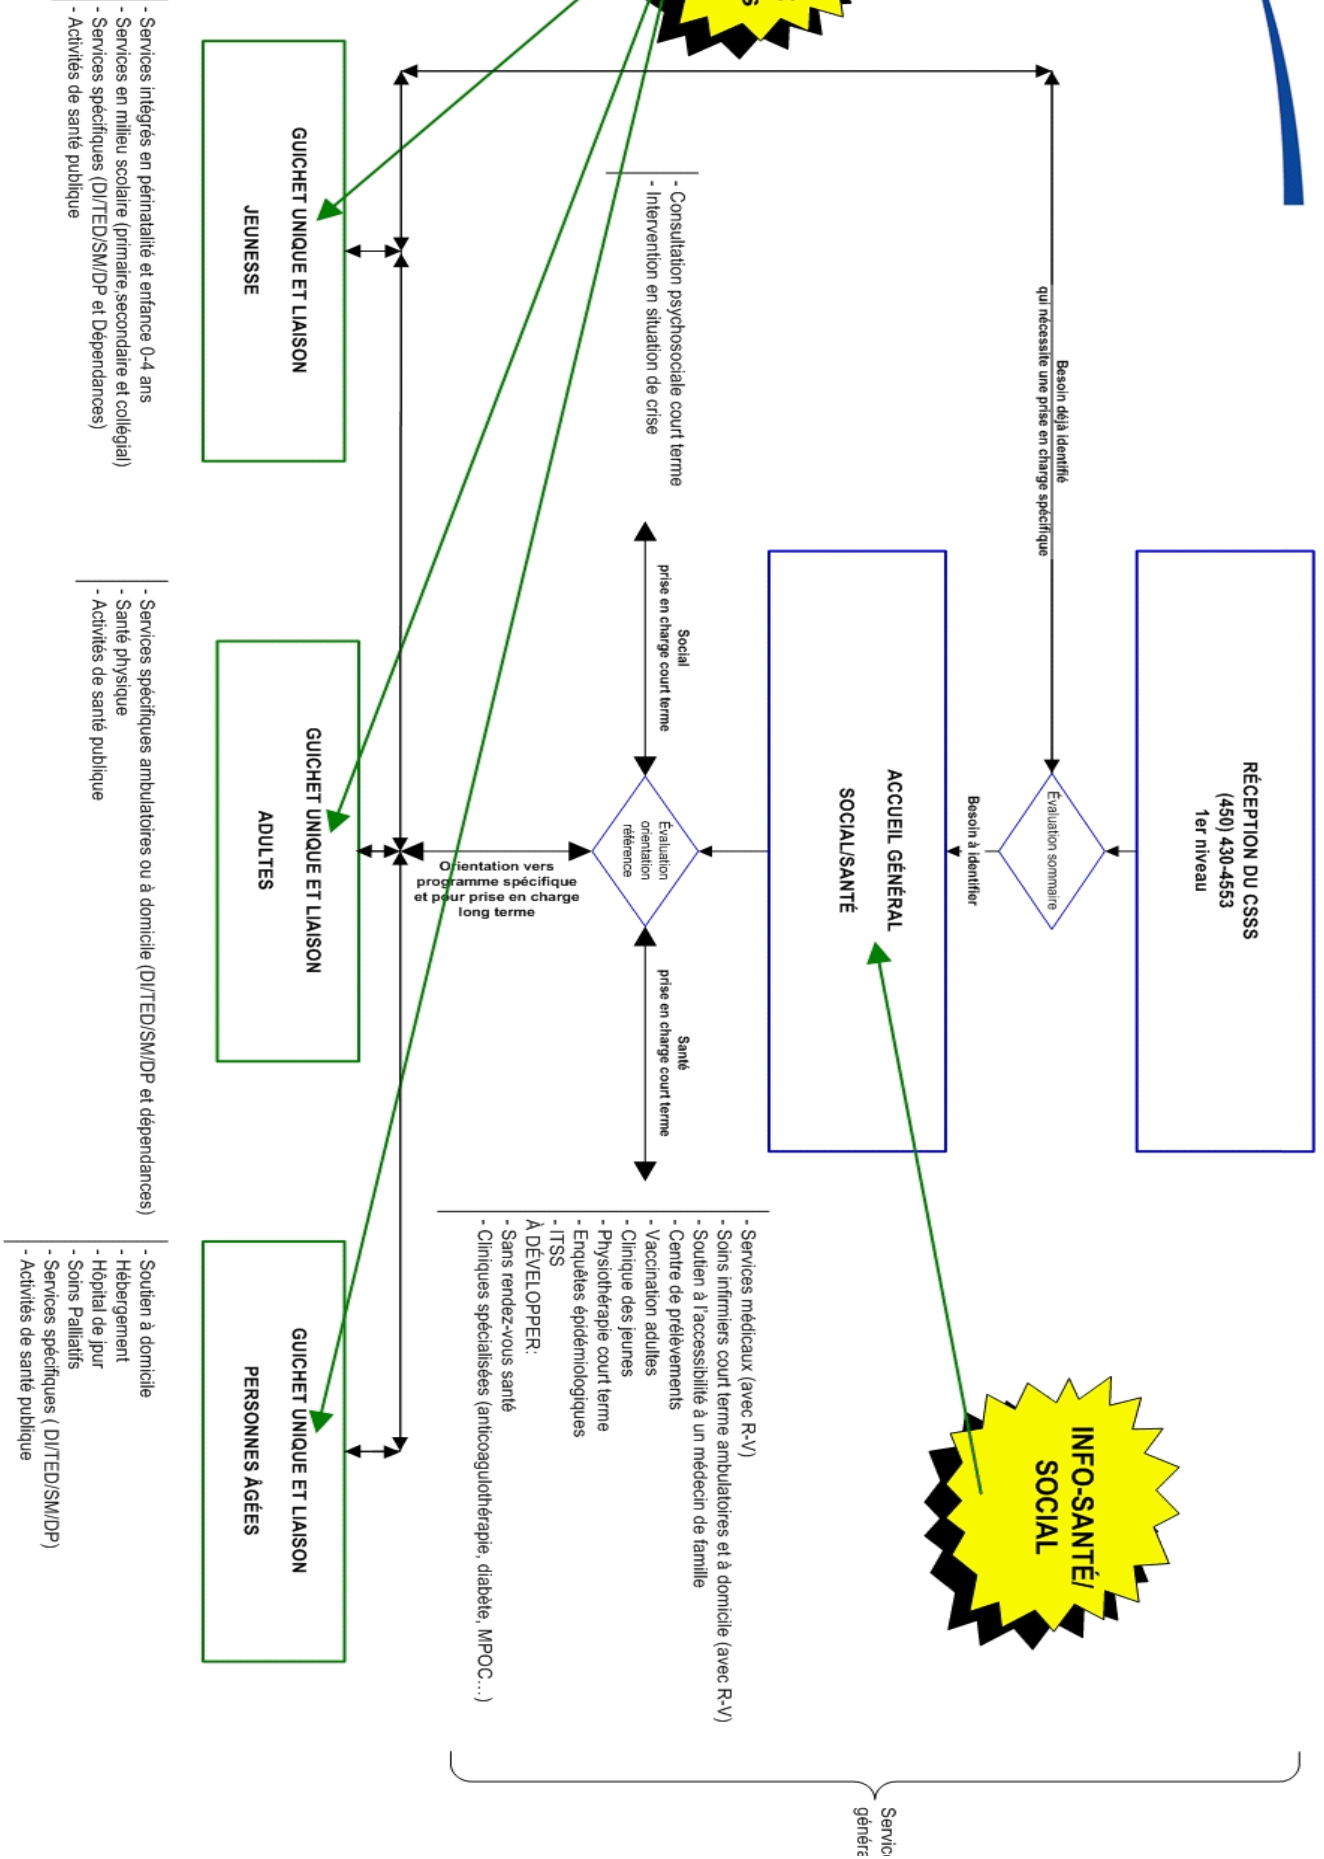 RÉCEPTION DU CSSS
(450) 430-4553
1er niveau
Évaluation sommaire
Besoin déjà identifié
qui nécessite une prise en charge spécifique
Besoin à identifier
ACCUEIL GÉNÉRAL
SOCIAL/SANTÉ
INFO-SANTÉ/
SOCIAL
Évaluation
orientation
référence
Social
prise en charge court terme
Santé
prise en charge court terme
- Consultation psychosociale court terme
- Intervention en situation de crise
- Services médicaux (avec R-V)
- Soins infirmiers court terme ambulatoires et à domicile (avec R-V)
- Soutien à l'accessibilité à un médecin de famille
- Centre de prélèvements
- Vaccination adultes
- Clinique des jeunes
- Physiothérapie court terme
- Enquêtes épidémiologiques
- ITSS
À DÉVELOPPER:
- Sans rendez-vous santé
- Cliniques spécialisées (anticoagulothérapie, diabète, MPOC…)
Orientation vers
programme spécifique
et pour prise en charge
long terme
GUICHET UNIQUE ET LIAISON
JEUNESSE
- Services intégrés en périnatalité et enfance 0-4 ans
- Services en milieu scolaire (primaire,secondaire et collégial)
- Services spécifiques (DI/TED/SM/DP et Dépendances)
- Activités de santé publique
GUICHET UNIQUE ET LIAISON
ADULTES
- Services spécifiques ambulatoires ou à domicile (DI/TED/SM/DP et dépendances)
- Santé physique
- Activités de santé publique
GUICHET UNIQUE ET LIAISON
PERSONNES ÂGÉES
- Soutien à domicile
- Hébergement
- Hôpital de jpur
- Soins Palliatifs
- Services spécifiques ( DI/TED/SM/DP)
- Activités de santé publique